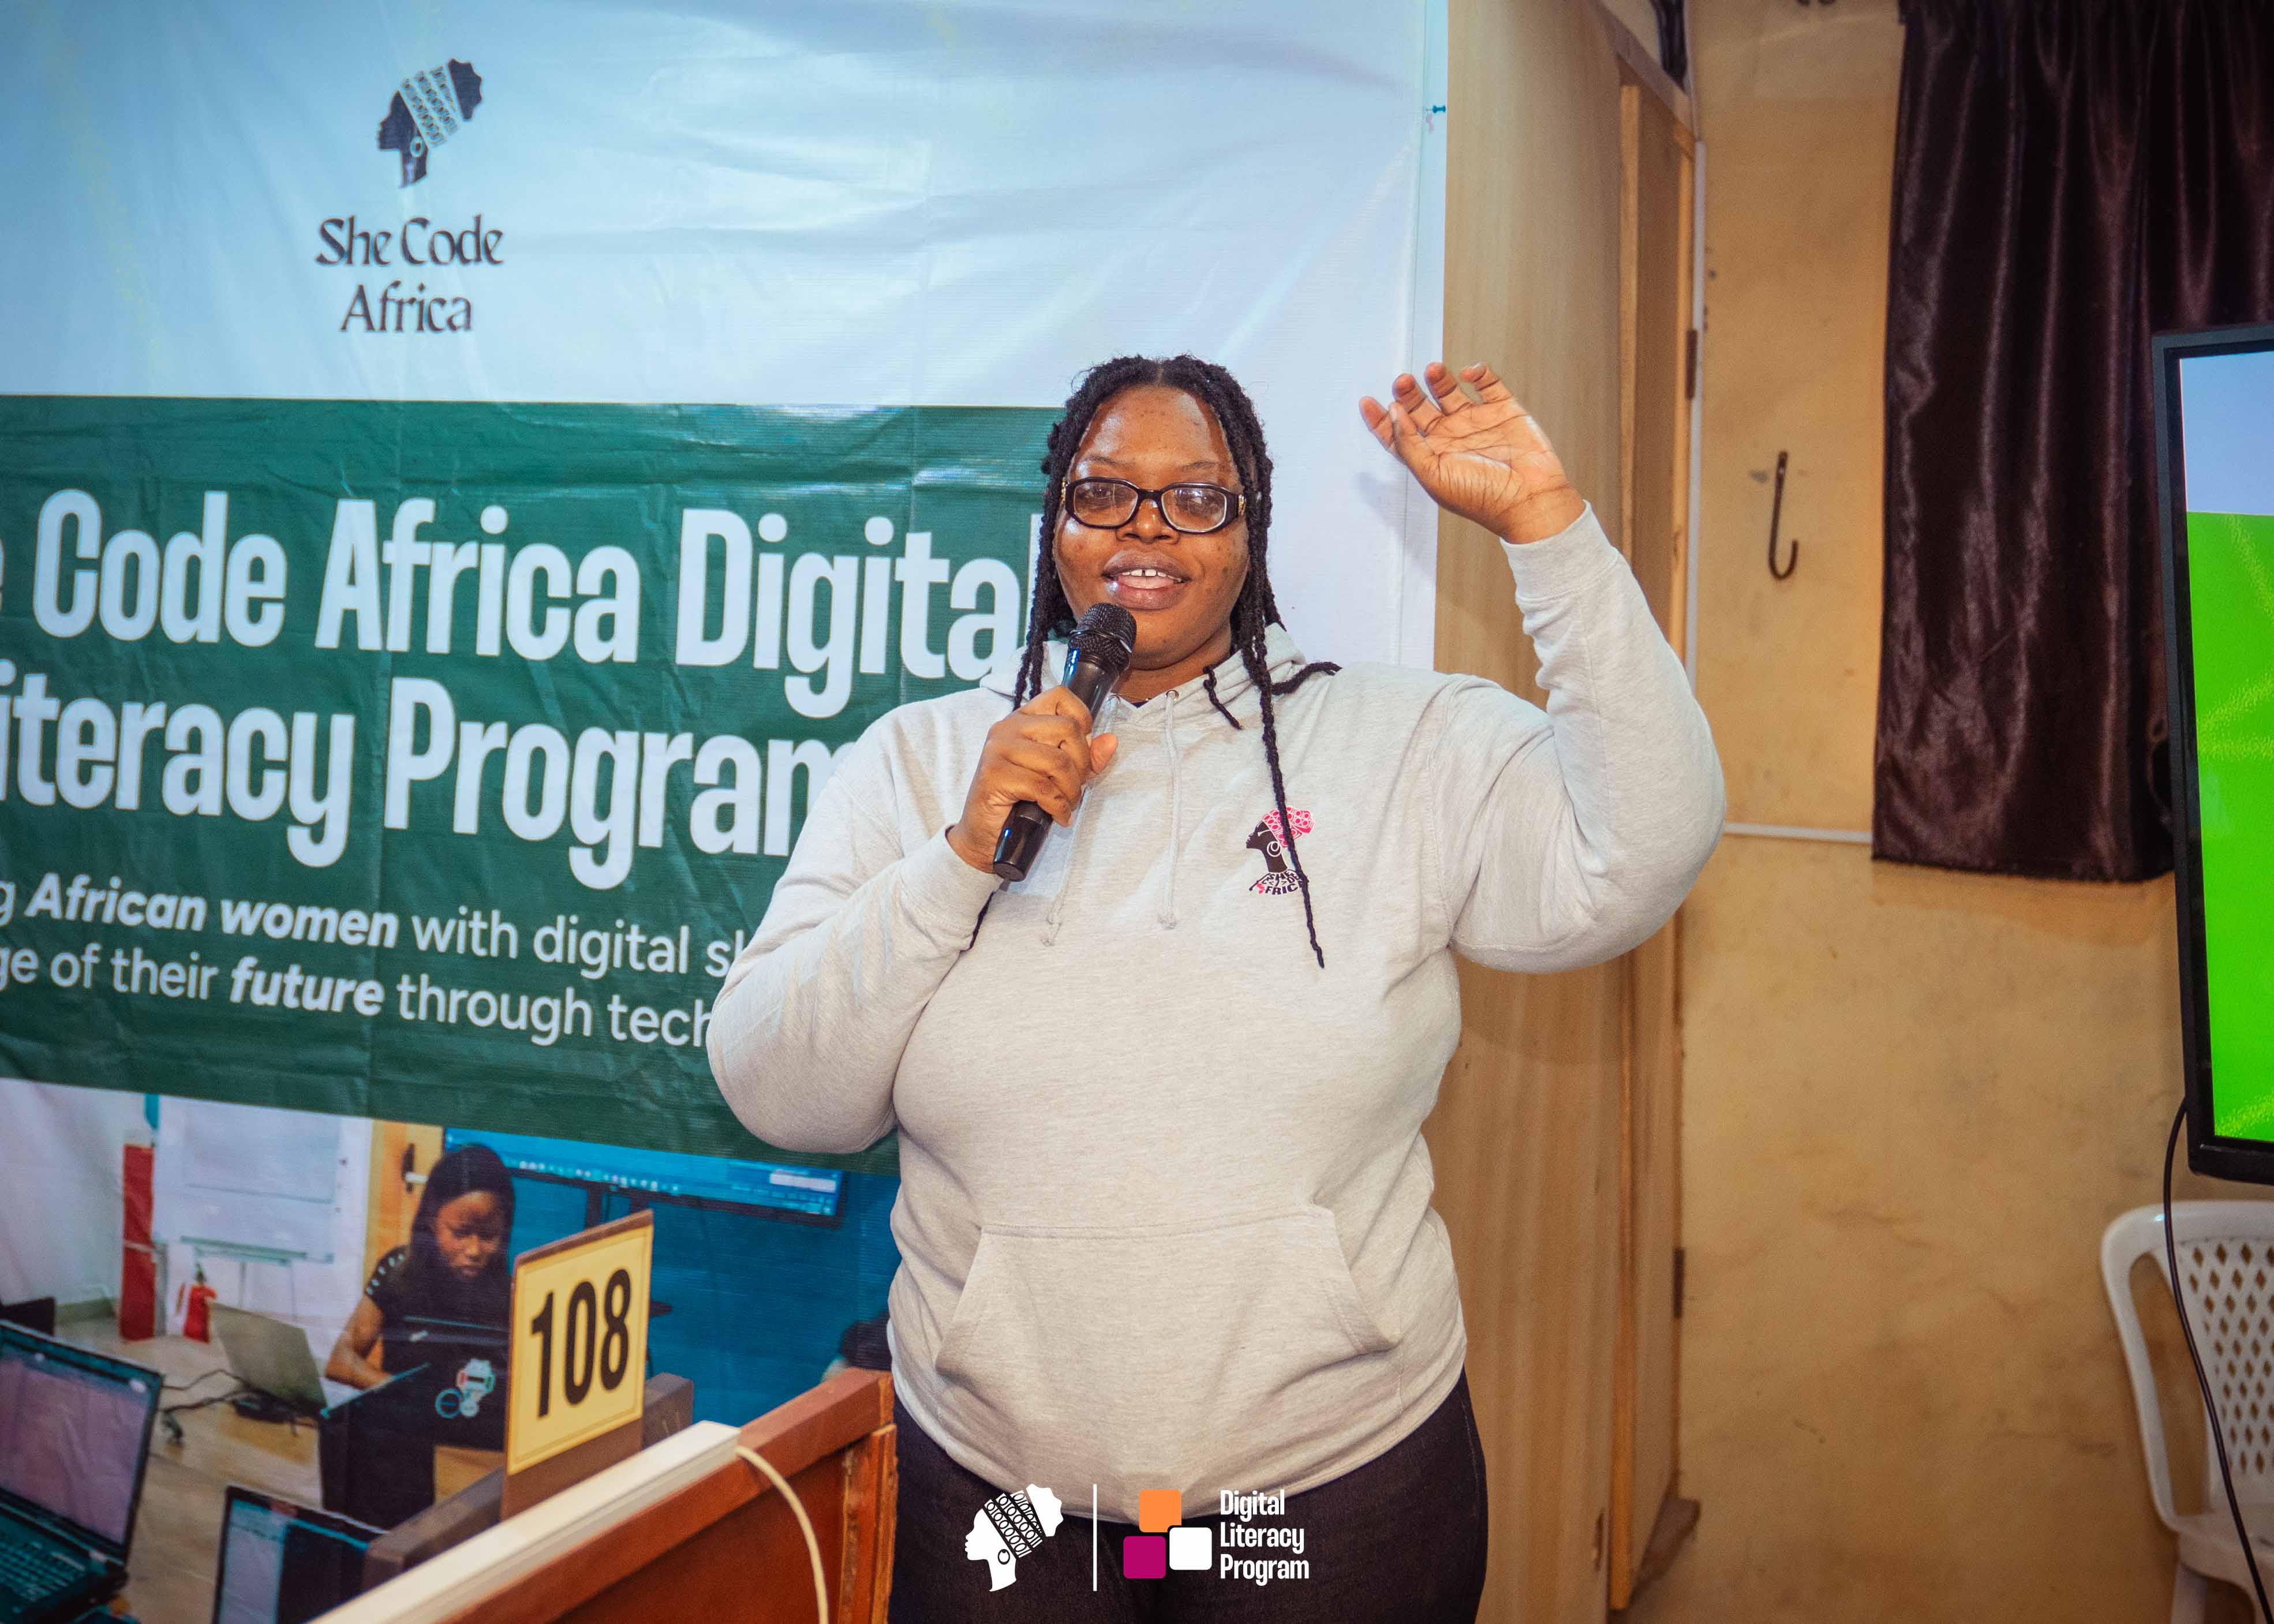 She Code
Africa
Code Africa Digital
iteracy Program
African women with digital
of their future through tech
108
AFRICA
Digital
Literacy
Program